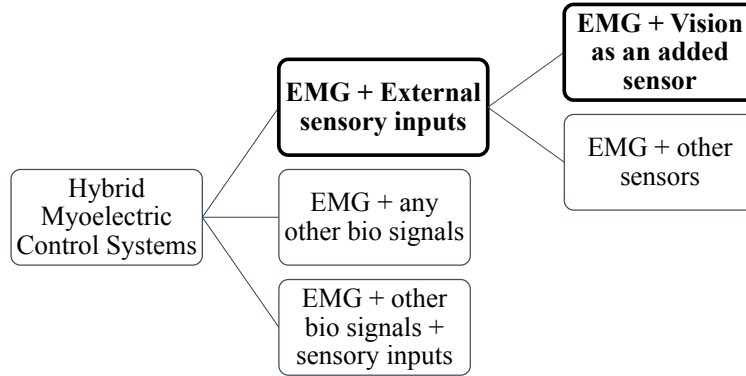 Hybrid
Myoelectric
Control Systems
EMG + External
sensory inputs
EMG + any
other bio signals
EMG + other
bio signals +
sensory inputs
EMG + Vision
as an added
sensor
EMG + other
sensors